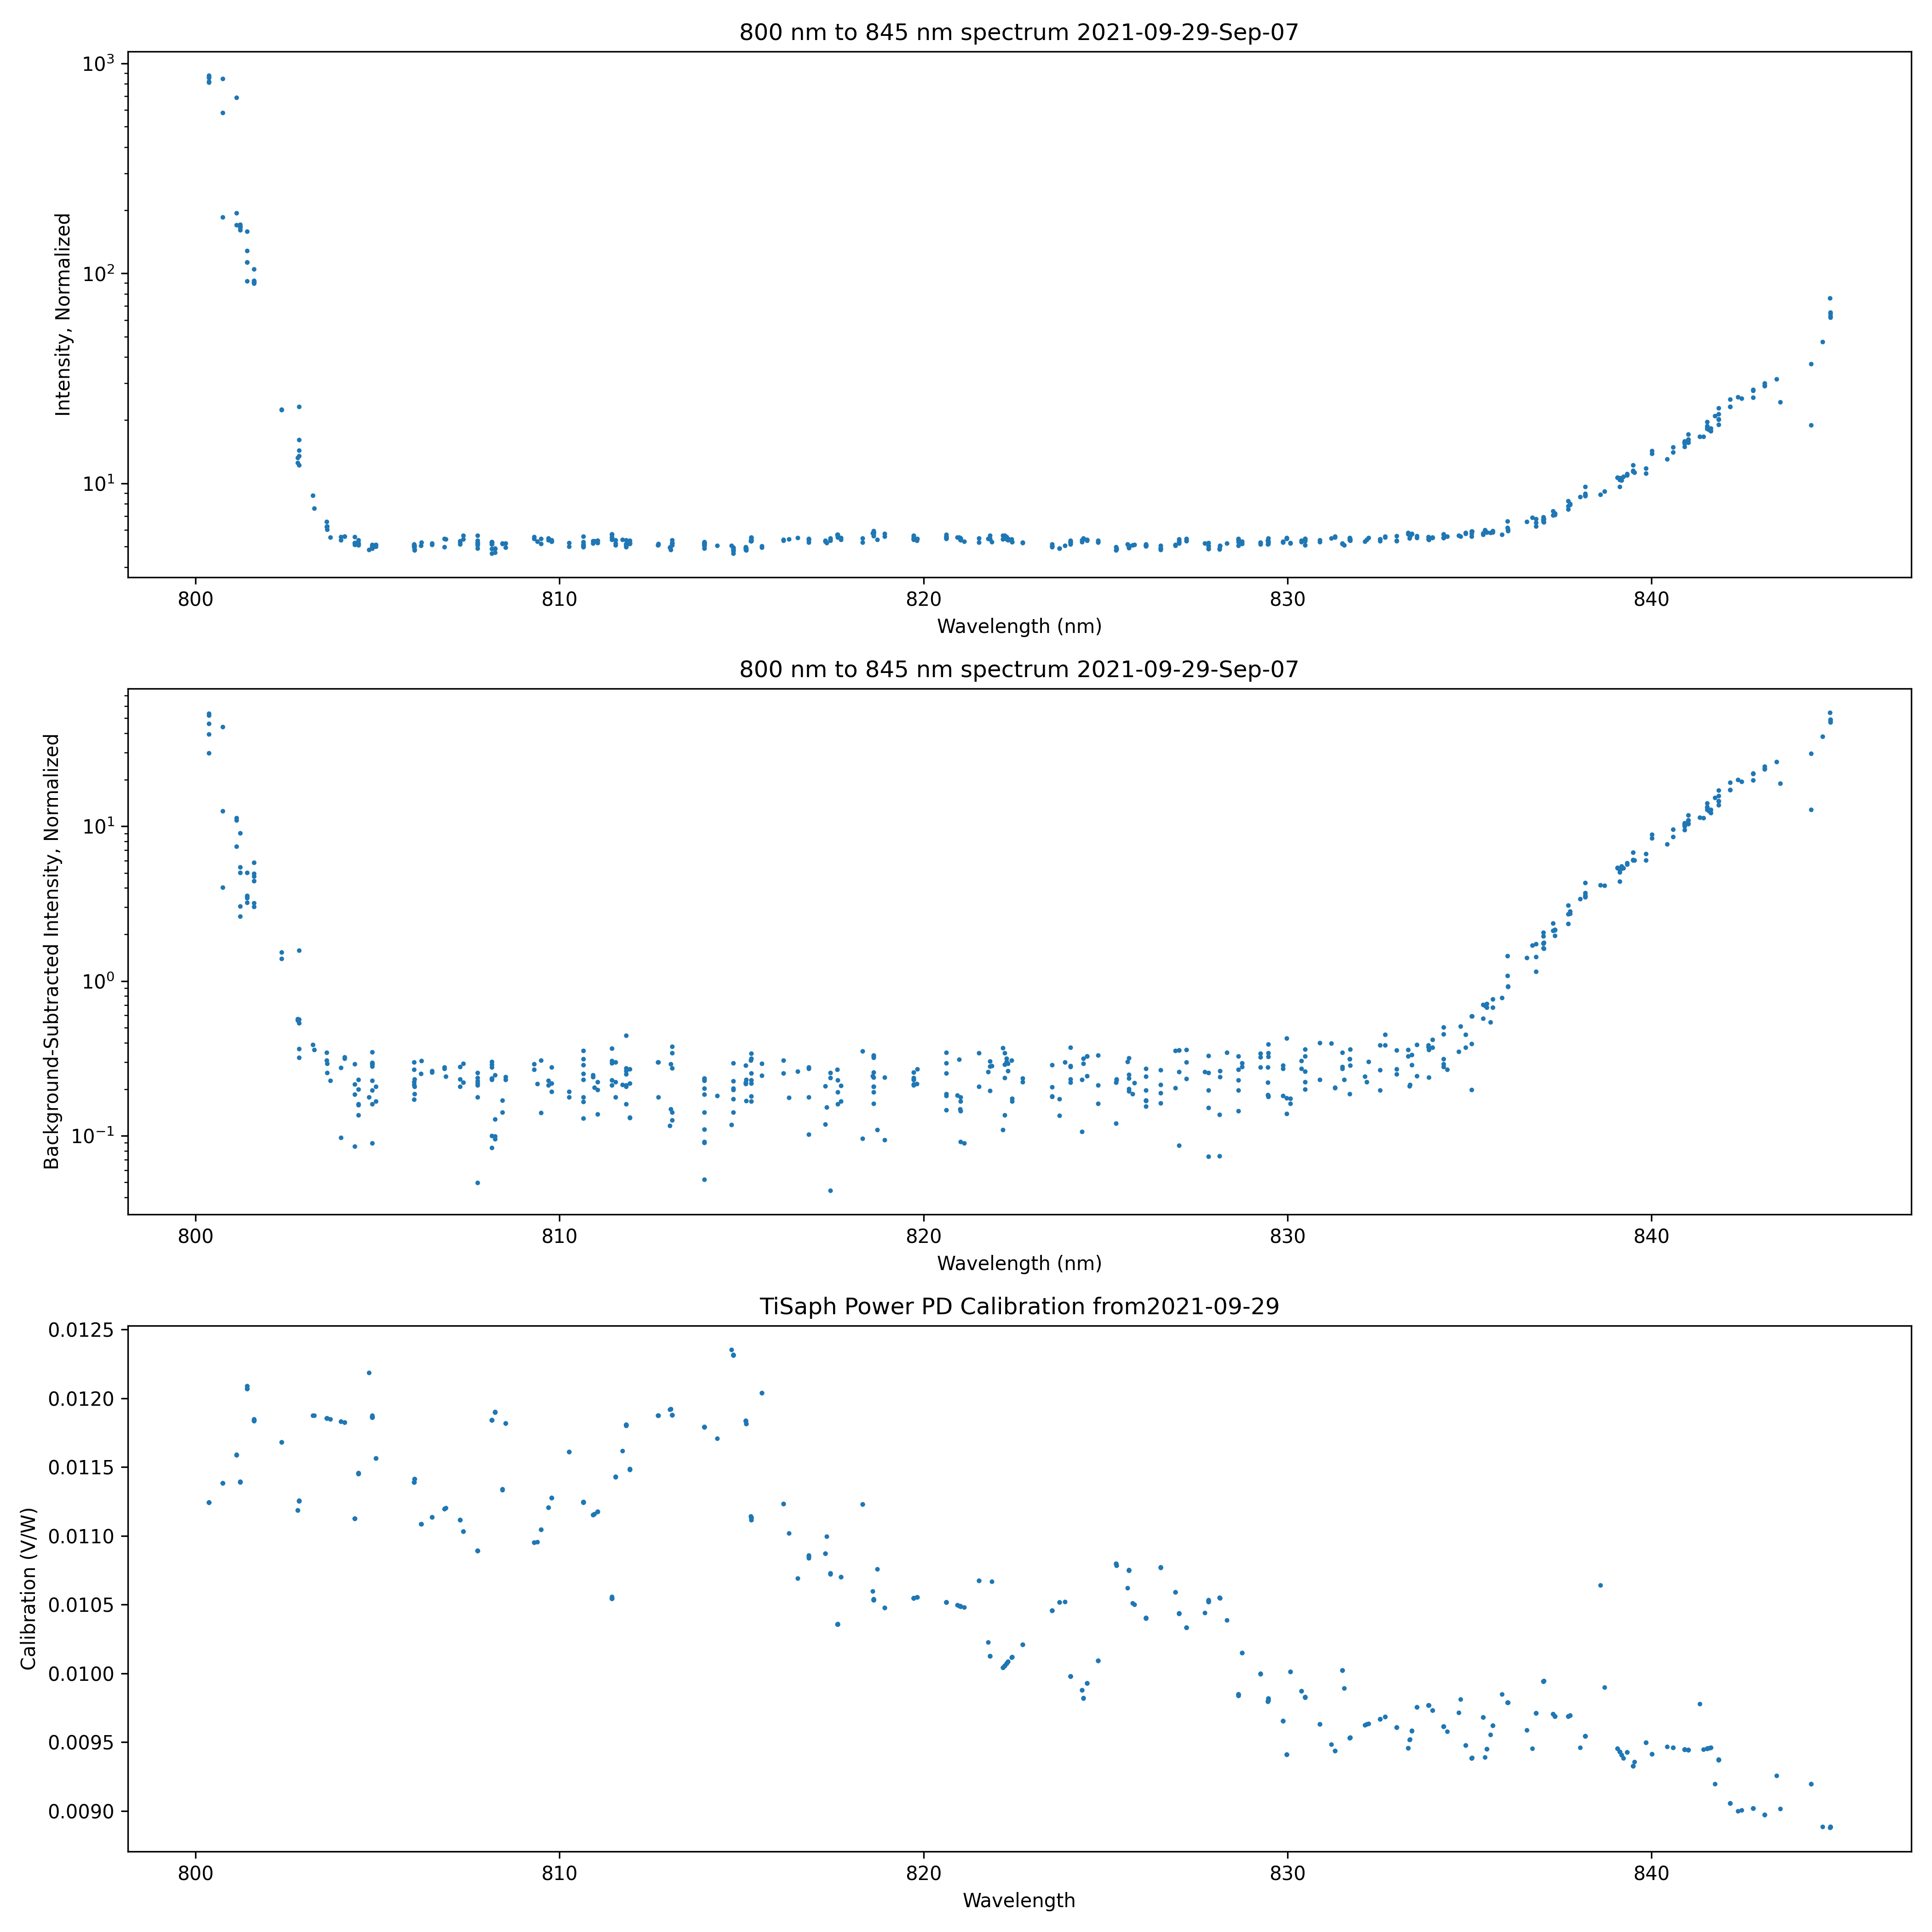 800 nm to 845 nm spectrum 2021-09-29-Sep-07
Intensity, Normalized
10³
10²
10¹
800 810 820 830 840
Wavelength (nm)
800 nm to 845 nm spectrum 2021-09-29-Sep-07
Background-Subtracted Intensity, Normalized
10¹
10⁰
10⁻¹
800 810 820 830 840
Wavelength (nm)
TiSaph Power PD Calibration from2021-09-29
Calibration (V/W)
0.0125
0.0120
0.0115
0.0110
0.0105
0.0100
0.0095
0.0090
800 810 820 830 840
Wavelength